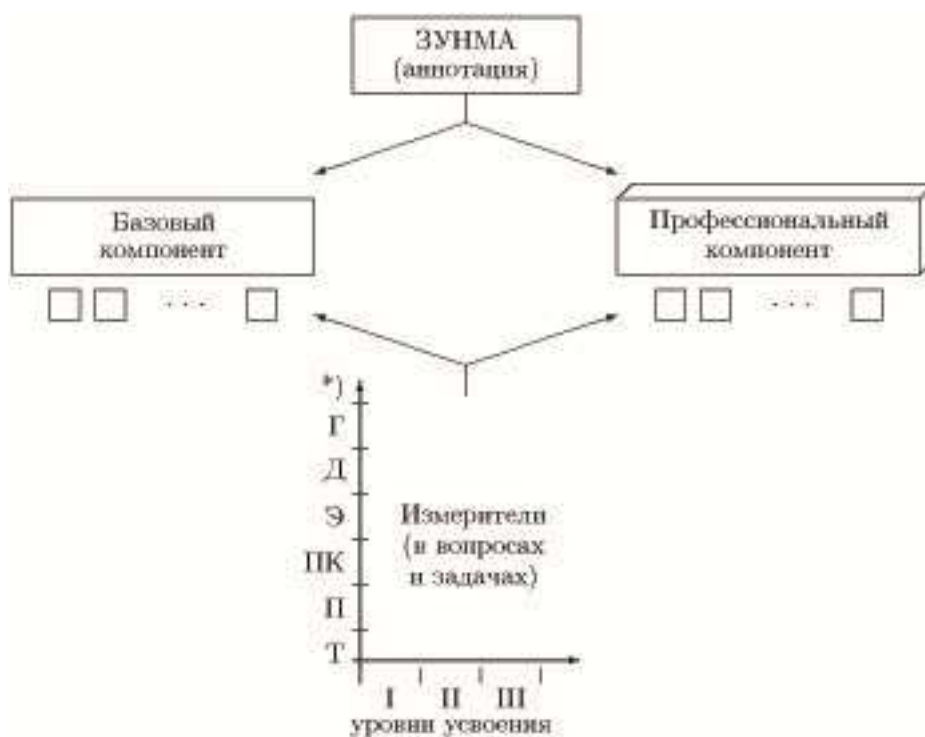 ЗУНМА
(аннотация)
Базовый
компонент
Профессиональный
компонент
. . .
. . .
*)
Г
Д
Э
ПК
П
Т
Измерители
(в вопросах
и задачах)
I II III
уровни усвоения